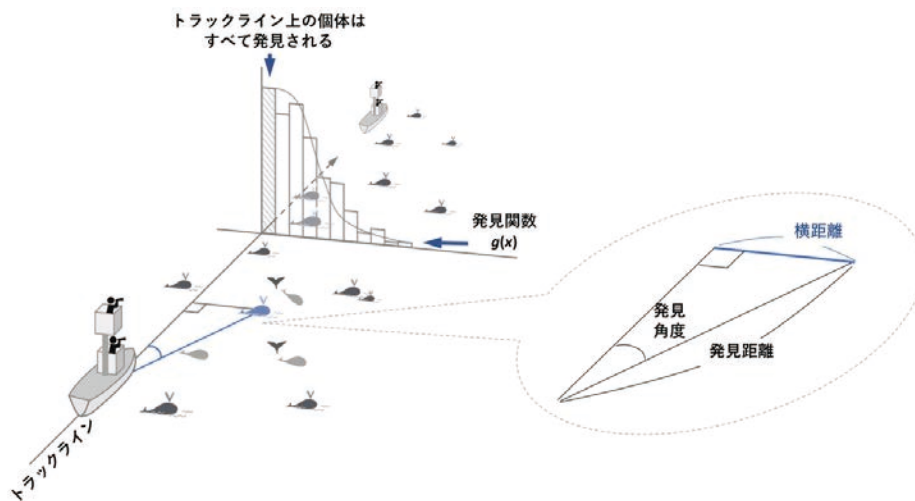 トラックライン上の個体は
すべて発見される
発見関数
g(x)
横距離
発見
角度
発見距離
トラックライン